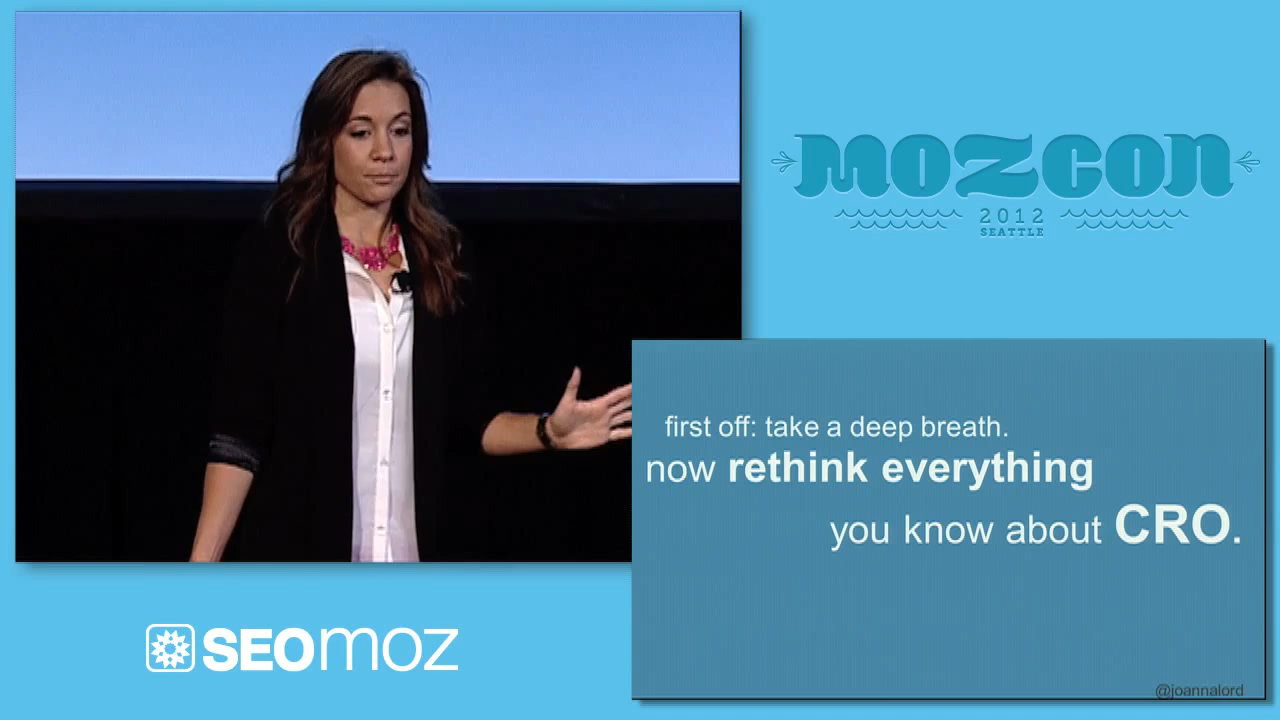 MOZCON
2012
SEATTLE
first off: take a deep breath.
now rethink everything
you know about CRO.
@joannalord
SEOMOZ